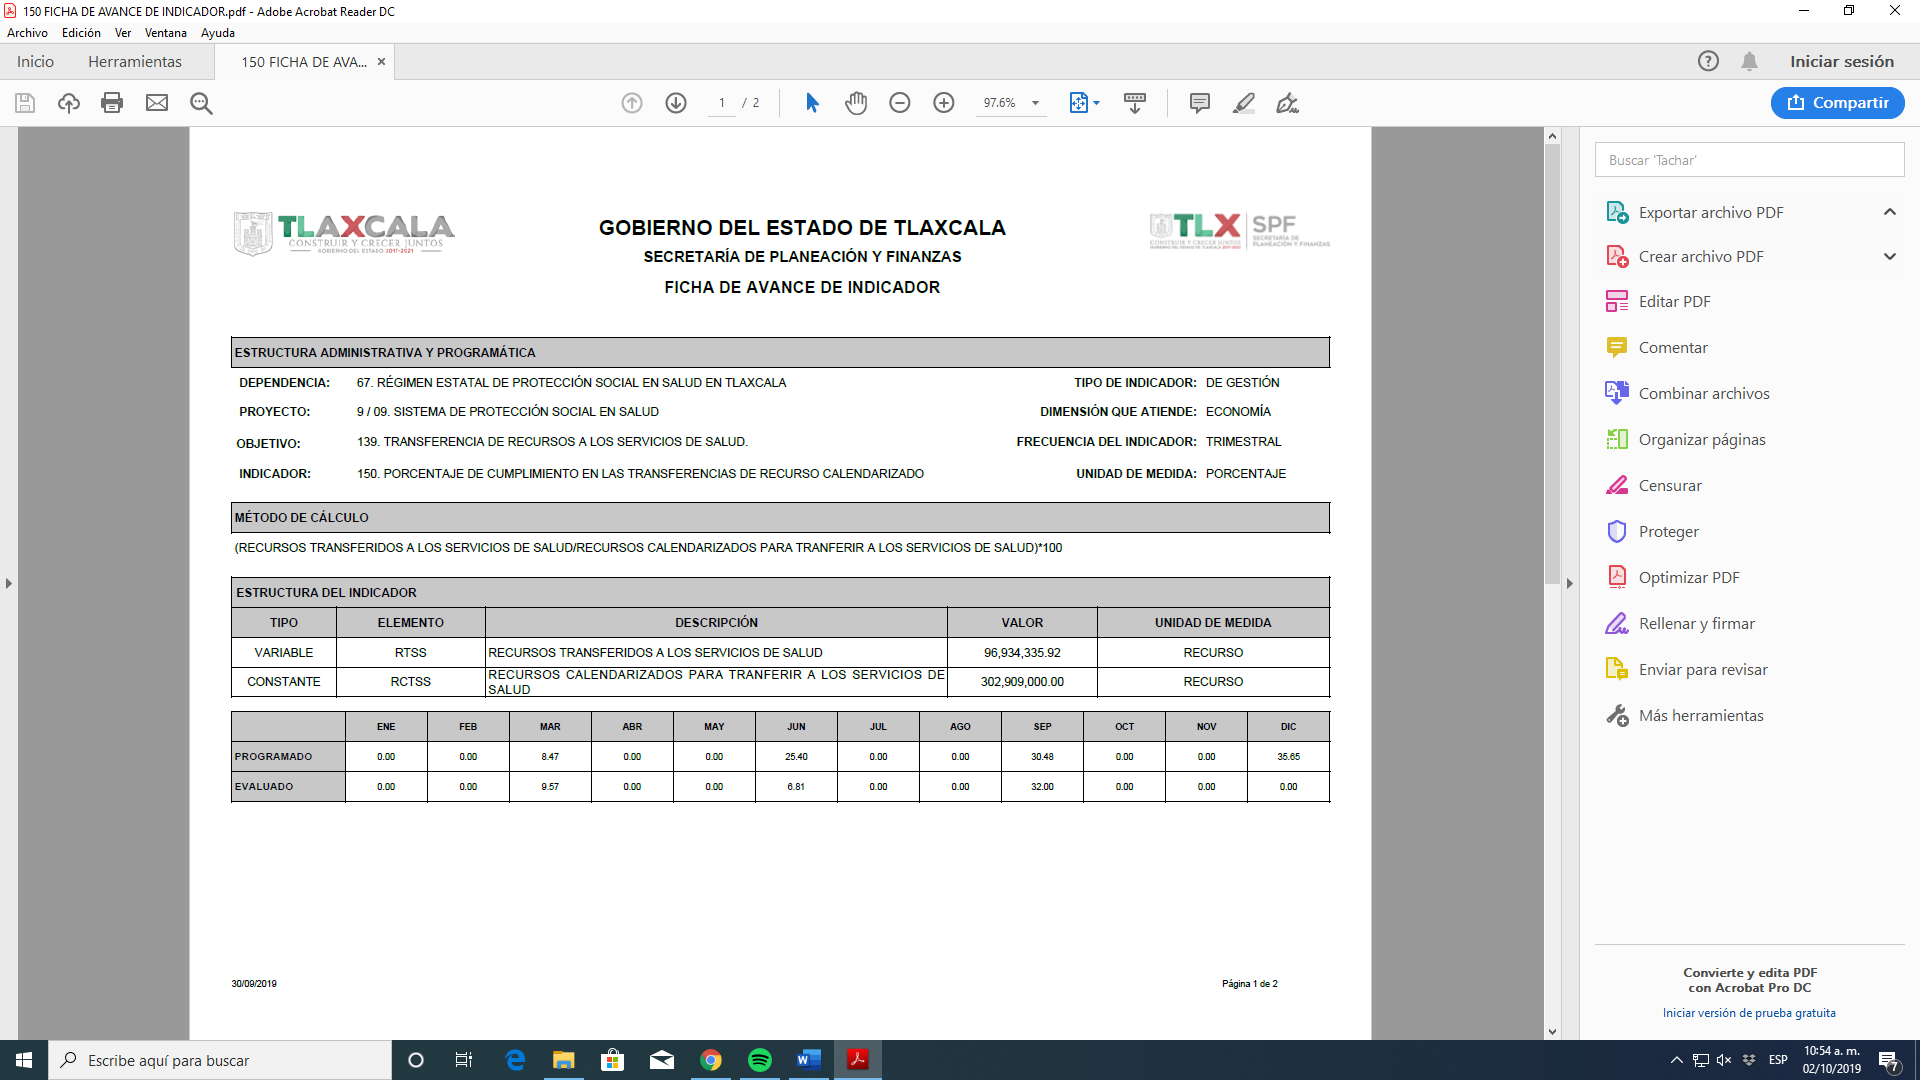 150 FICHA DE AVANCE DE INDICADOR.pdf - Adobe Acrobat Reader DC
Archivo Edición Ver Ventana Ayuda
Inicio Herramientas 150 FICHA DE AVA... × Iniciar sesión
1 / 2 97.6% Compartir
Buscar 'Tachar'
Exportar archivo PDF
Crear archivo PDF
Editar PDF
Comentar
Combinar archivos
Organizar páginas
Censurar
Proteger
Optimizar PDF
Rellenar y firmar
Enviar para revisar
Más herramientas
Convierte y edita PDF
con Acrobat Pro DC
Iniciar versión de prueba gratuita
TLAXCALA
CONSTRUIR Y CRECER JUNTOS
GOBIERNO DEL ESTADO 2017-2021
GOBIERNO DEL ESTADO DE TLAXCALA
SECRETARÍA DE PLANEACIÓN Y FINANZAS
FICHA DE AVANCE DE INDICADOR
TLX SPF
CONSTRUIR Y CRECER JUNTOS
SECRETARÍA DE
PLANEACIÓN Y FINANZAS
ESTRUCTURA ADMINISTRATIVA Y PROGRAMÁTICA
DEPENDENCIA: 67. RÉGIMEN ESTATAL DE PROTECCIÓN SOCIAL EN SALUD EN TLAXCALA TIPO DE INDICADOR: DE GESTIÓN
PROYECTO: 9 / 09. SISTEMA DE PROTECCIÓN SOCIAL EN SALUD DIMENSIÓN QUE ATIENDE: ECONOMÍA
OBJETIVO: 139. TRANSFERENCIA DE RECURSOS A LOS SERVICIOS DE SALUD. FRECUENCIA DEL INDICADOR: TRIMESTRAL
INDICADOR: 150. PORCENTAJE DE CUMPLIMIENTO EN LAS TRANSFERENCIAS DE RECURSO CALENDARIZADO UNIDAD DE MEDIDA: PORCENTAJE
MÉTODO DE CÁLCULO
(RECURSOS TRANSFERIDOS A LOS SERVICIOS DE SALUD/RECURSOS CALENDARIZADOS PARA TRANFERIR A LOS SERVICIOS DE SALUD)*100
ESTRUCTURA DEL INDICADOR
TIPO ELEMENTO DESCRIPCIÓN VALOR UNIDAD DE MEDIDA
VARIABLE RTSS RECURSOS TRANSFERIDOS A LOS SERVICIOS DE SALUD 96,934,335.92 RECURSO
CONSTANTE RCTSS RECURSOS CALENDARIZADOS PARA TRANFERIR A LOS SERVICIOS DE SALUD 302,909,000.00 RECURSO
ENE FEB MAR ABR MAY JUN JUL AGO SEP OCT NOV DIC
PROGRAMADO 0.00 0.00 8.47 0.00 0.00 25.40 0.00 0.00 30.48 0.00 0.00 35.65
EVALUADO 0.00 0.00 9.57 0.00 0.00 6.81 0.00 0.00 32.00 0.00 0.00 0.00
30/09/2019 Página 1 de 2
Escribe aquí para buscar
ESP
10:54 a. m.
02/10/2019
7